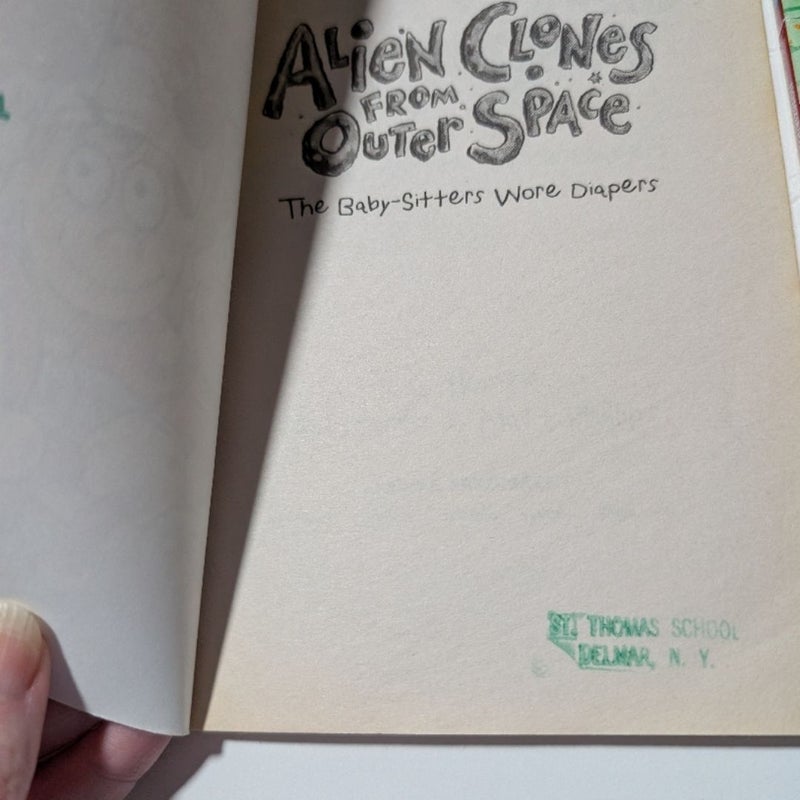 Alien Clones
from
Outer Space
The Baby-Sitters Wore Diapers
ST. THOMAS SCHOOL
DELMAR, N. Y.